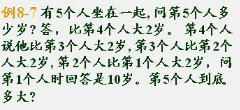 例8-7 有5个人坐在一起,问第5个人多
少岁? 答,比第4个人大2岁。 第4个人
说他比第3个人大2岁,第3个人比第2个
人大2岁,第2个人比第1个人大2岁, 问
第1个人时回答是10岁。第5个人到底
多大?